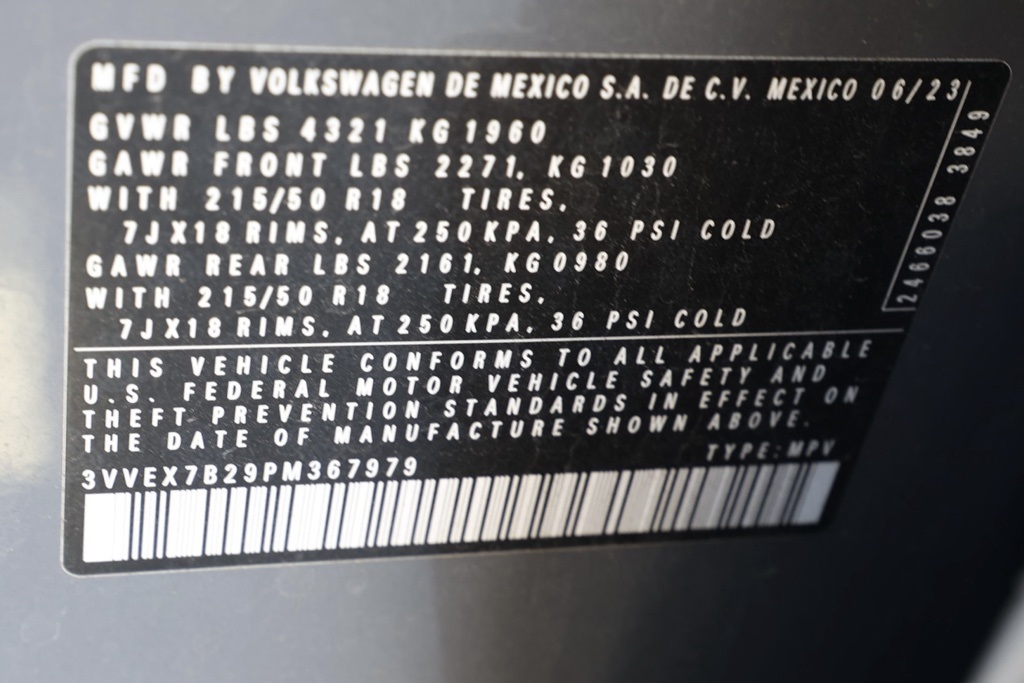 MFD BY VOLKSWAGEN DE MEXICO S.A. DE C.V. MEXICO 06/23
GVWR LBS 4321 KG 1960
GAWR FRONT LBS 2271, KG 1030
WITH 215/50 R18 TIRES,
7JX18 RIMS, AT 250 KPA, 36 PSI COLD
GAWR REAR LBS 2161, KG 0980
WITH 215/50 R18 TIRES,
7JX18 RIMS, AT 250 KPA, 36 PSI COLD
2466038 3849
THIS VEHICLE CONFORMS TO ALL APPLICABLE
U.S. FEDERAL MOTOR VEHICLE SAFETY AND
THEFT PREVENTION STANDARDS IN EFFECT ON
THE DATE OF MANUFACTURE SHOWN ABOVE.
TYPE: MPV
3VVEX7B29PM367979